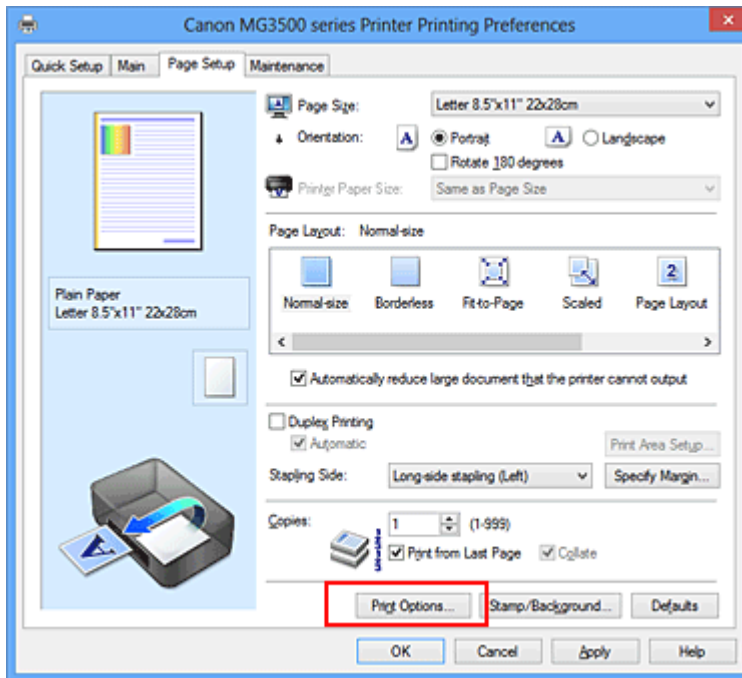 Canon MG3500 series Printer Printing Preferences
Quick Setup Main Page Setup Maintenance
Page Size: Letter 8.5"x11" 22x28cm
Orientation: A Portrait A Landscape
Rotate 180 degrees
Printer Paper Size: Same as Page Size
Page Layout: Normal-size
2
Normal-size Borderless Fit-to-Page Scaled Page Layout
Automatically reduce large document that the printer cannot output
Plain Paper
Letter 8.5"x11" 22x28cm
Duplex Printing
Automatic Print Area Setup...
Stapling Side: Long-side stapling (Left) Specify Margin...
Copies: 1 (1-999)
Print from Last Page Collate
A
Print Options... Stamp/Background... Defaults
OK Cancel Apply Help